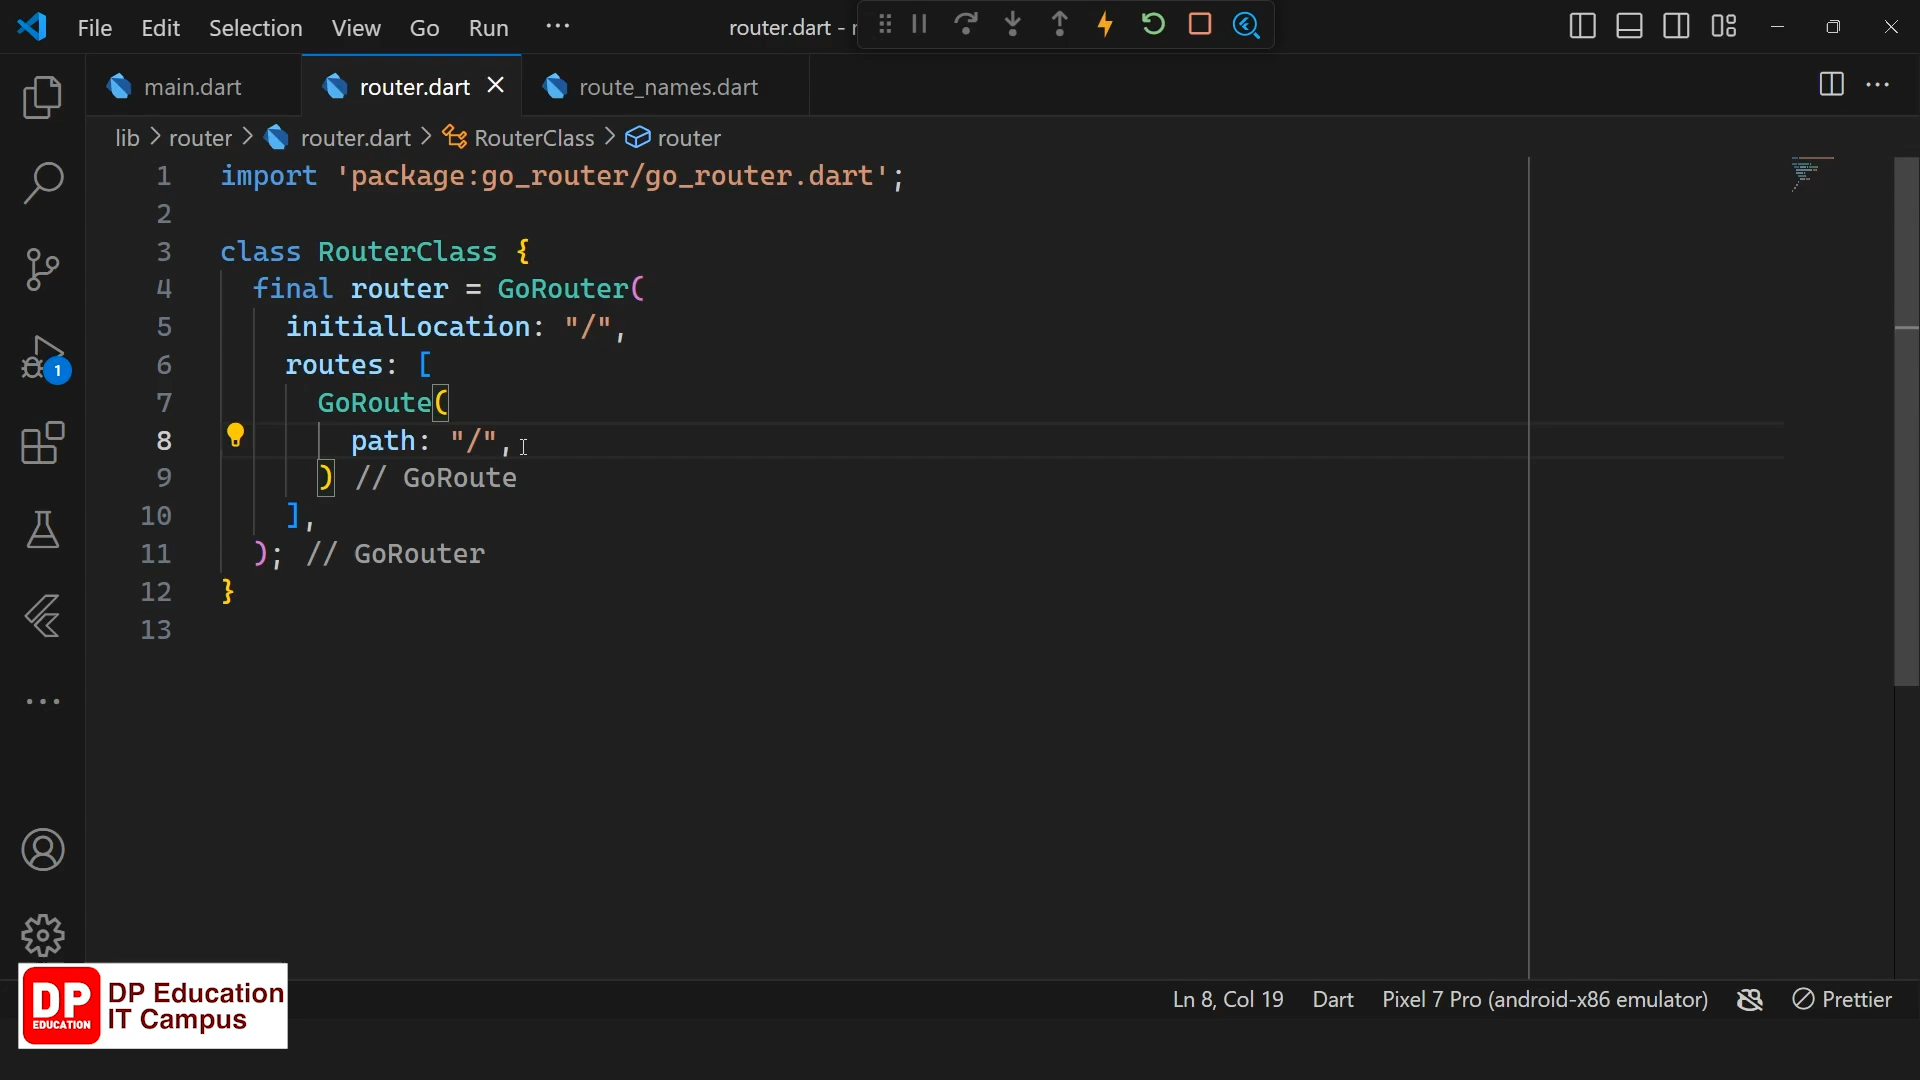 File Edit Selection View Go Run ···
router.dart - r
main.dart
router.dart
route_names.dart
lib > router > router.dart > RouterClass > router
1 import 'package:go_router/go_router.dart';
2
3 class RouterClass {
4 final router = GoRouter(
5 initialLocation: "/",
6 routes: [
7 GoRoute(
8 path: "/",
9 ) // GoRoute
10 ],
11 ); // GoRouter
12 }
13
1
DP EDUCATION
DP Education
IT Campus
Ln 8, Col 19 Dart Pixel 7 Pro (android-x86 emulator) Prettier